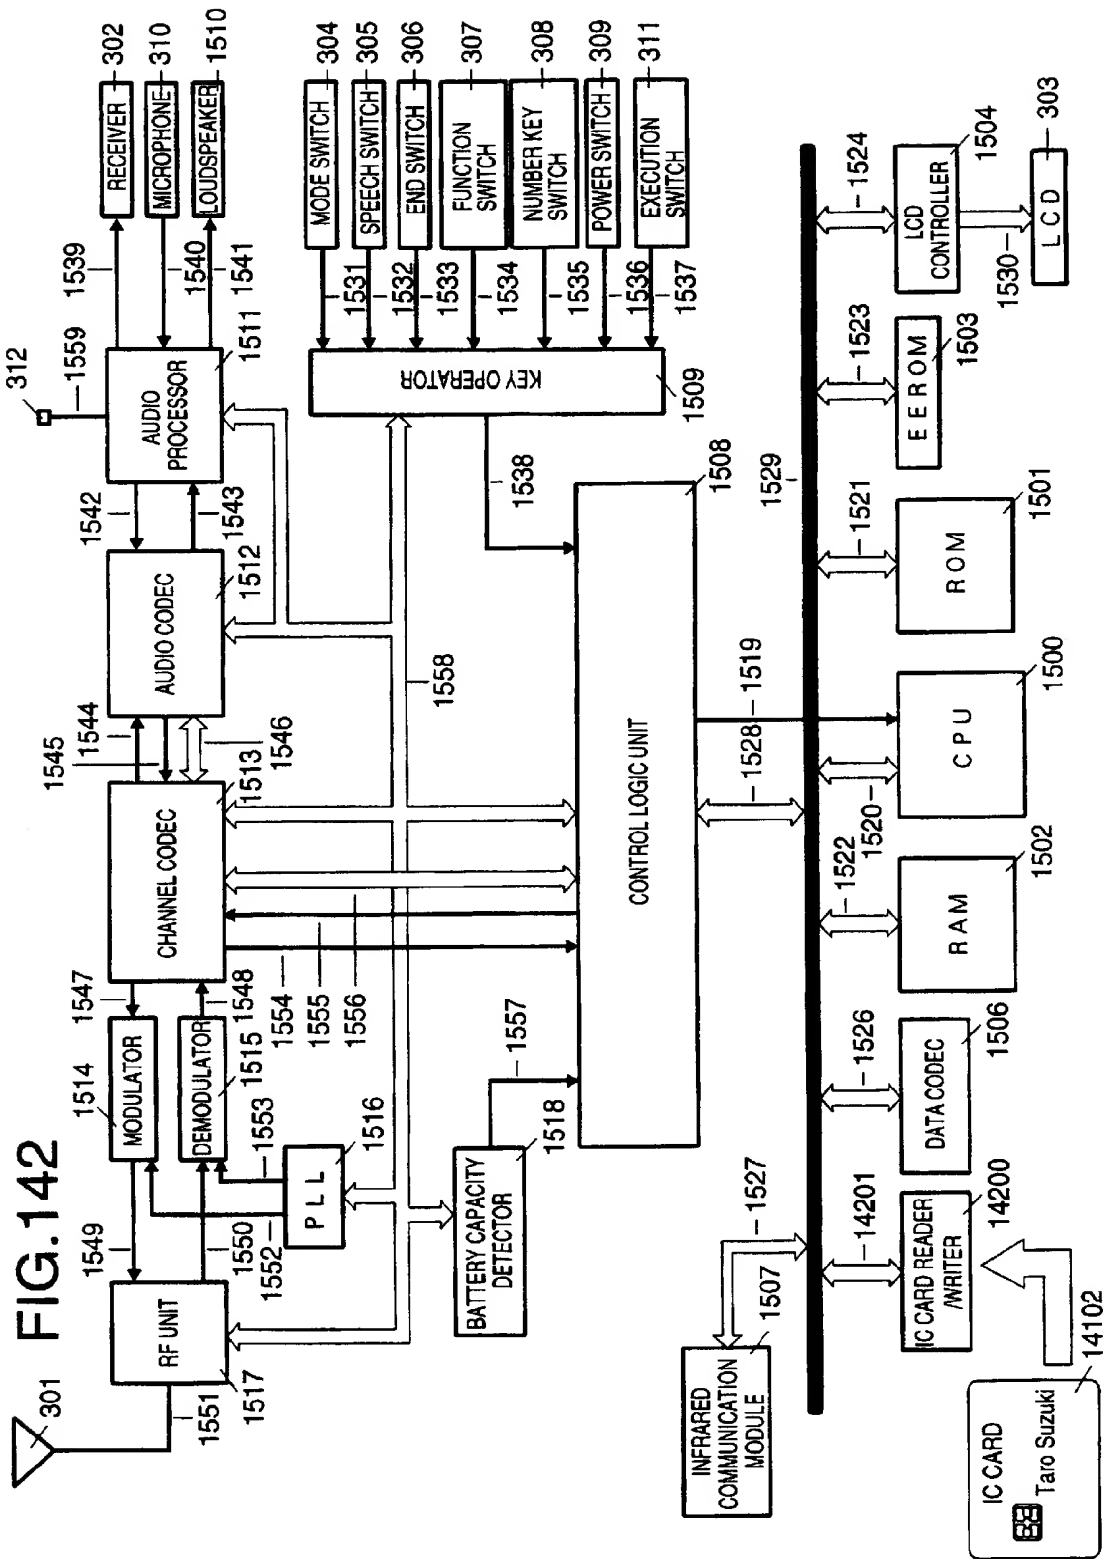 FIG.142
301
1551
RF UNIT
1517
1549
1550
1552
1553
1514
MODULATOR
DEMODULATOR
1515
PLL
1516
1547
1548
CHANNEL CODEC
1513
1554
1555
1556
1545
1544
1546
AUDIO CODEC
1512
1542
1543
312
1559
AUDIO
PROCESSOR
1511
1539
1540
1541
RECEIVER
302
MICROPHONE
310
LOUDSPEAKER
1510
MODE SWITCH
304
SPEECH SWITCH
305
END SWITCH
306
FUNCTION
SWITCH
307
NUMBER KEY
SWITCH
308
POWER SWITCH
309
EXECUTION
SWITCH
311
1531
1532
1533
1534
1535
1536
1537
KEY OPERATOR
1509
1538
1558
BATTERY CAPACITY
DETECTOR
1518
1557
CONTROL LOGIC UNIT
1508
1528
1519
1529
INFRARED
COMMUNICATION
MODULE
1507
1527
14201
1526
1522
1520
1521
1523
1524
IC CARD READER
/WRITER
14200
DATA CODEC
1506
RAM
1502
CPU
1500
ROM
1501
EEROM
1503
LCD
CONTROLLER
1504
1530
LCD
303
IC CARD
Taro Suzuki
14102